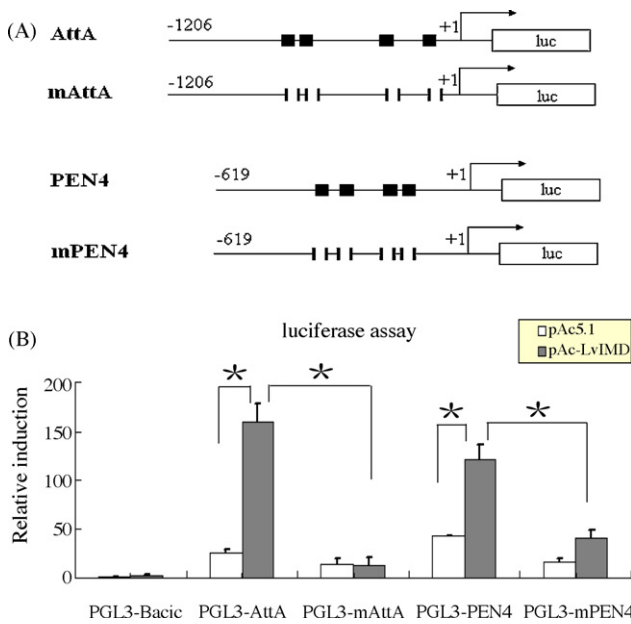 (A)
AttA
-1206
+1
luc
mAttA
-1206
+1
luc
PEN4
-619
+1
luc
mPEN4
-619
+1
luc
(B)
luciferase assay
pAc5.1
pAc-LvIMD
Relative induction
200
150
100
50
0
*
*
*
*
PGL3-Bacic
PGL3-AttA
PGL3-mAttA
PGL3-PEN4
PGL3-mPEN4